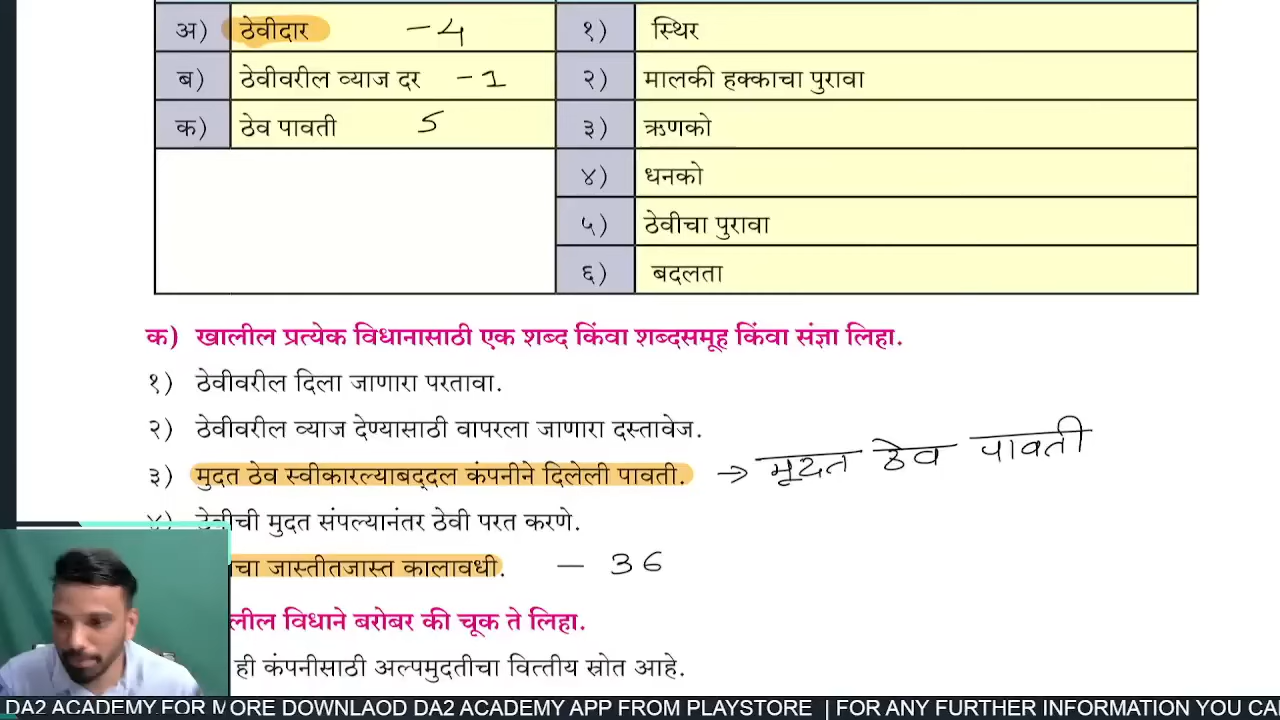 अ) ठेवीदार - 4 १) स्थिर
ब) ठेवीवरील व्याज दर - 1 २) मालकी हक्काचा पुरावा
क) ठेव पावती 5 ३) ऋणको
४) धनको
५) ठेवीचा पुरावा
६) बदलता
क) खालील प्रत्येक विधानासाठी एक शब्द किंवा शब्दसमूह किंवा संज्ञा लिहा.
१) ठेवीवरील दिला जाणारा परतावा.
२) ठेवीवरील व्याज देण्यासाठी वापरला जाणारा दस्तावेज.
३) मुदत ठेव स्वीकारल्याबद्दल कंपनीने दिलेली पावती. → मूदत ठेव पावती
४) ठेवीची मुदत संपल्यानंतर ठेवी परत करणे.
चा जास्तीतजास्त कालावधी. — 36
लील विधाने बरोबर की चूक ते लिहा.
ही कंपनीसाठी अल्पमुदतीचा वित्तीय स्रोत आहे.
DA2 ACADEMY FOR MORE DOWNLAOD DA2 ACADEMY APP FROM PLAYSTORE | FOR ANY FURTHER INFORMATION YOU CA